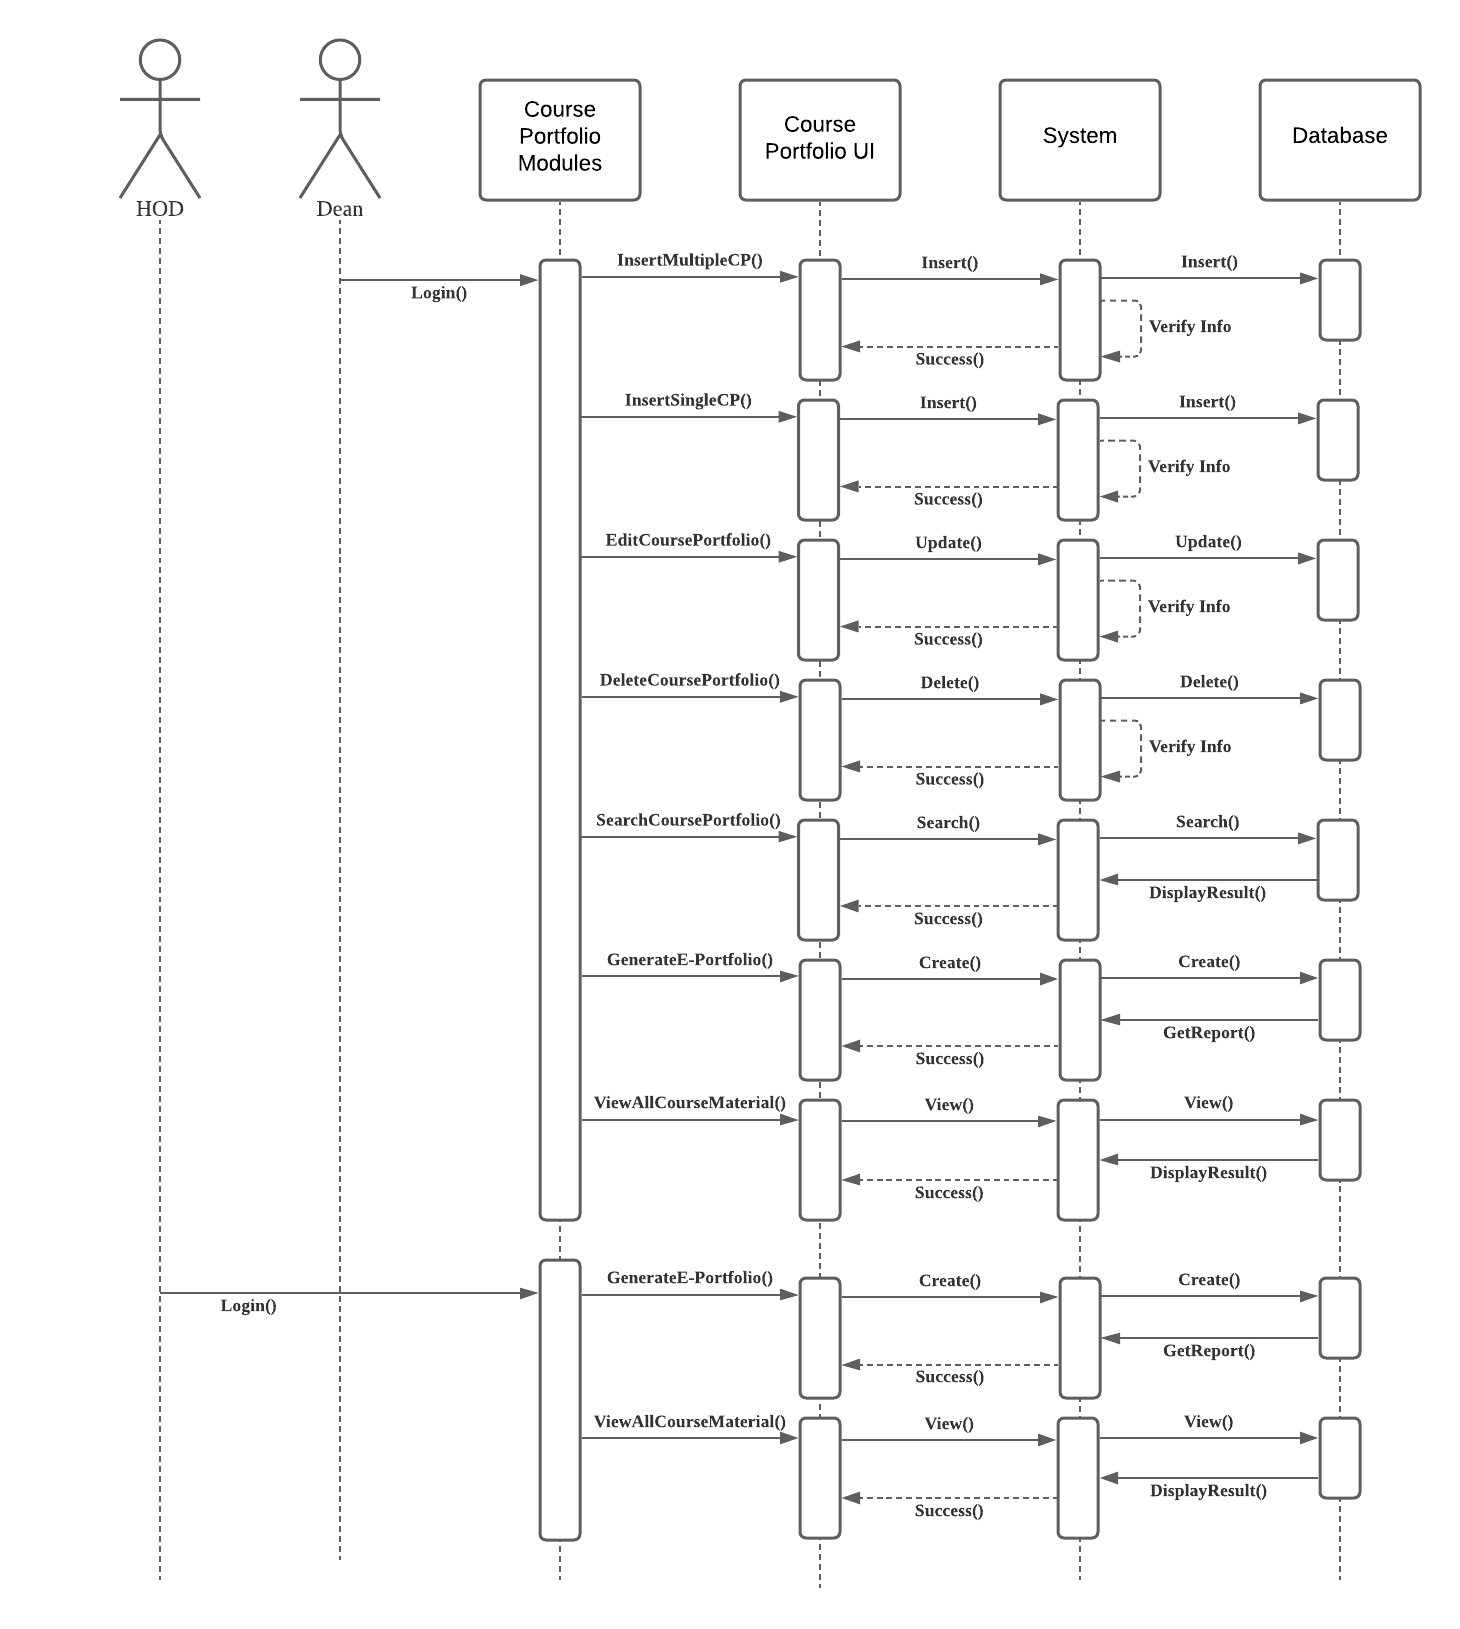 Course
Portfolio
Modules
Course
Portfolio UI
System
Database
HOD
Dean
InsertMultipleCP()
Insert()
Insert()
Login()
Verify Info
Success()
InsertSingleCP()
Insert()
Insert()
Verify Info
Success()
EditCoursePortfolio()
Update()
Update()
Verify Info
Success()
DeleteCoursePortfolio()
Delete()
Delete()
Verify Info
Success()
SearchCoursePortfolio()
Search()
Search()
DisplayResult()
Success()
GenerateE-Portfolio()
Create()
Create()
GetReport()
Success()
ViewAllCourseMaterial()
View()
View()
DisplayResult()
Success()
GenerateE-Portfolio()
Create()
Create()
Login()
GetReport()
Success()
ViewAllCourseMaterial()
View()
View()
DisplayResult()
Success()